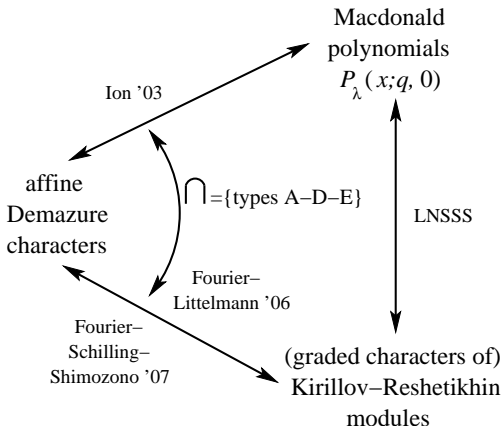 Macdonald
polynomials
P_λ(x;q, 0)
Ion '03
affine
Demazure
characters
⋂={types A–D–E}
LNSSS
Fourier–
Littelmann '06
Fourier–
Schilling–
Shimozono '07
(graded characters of)
Kirillov–Reshetikhin
modules